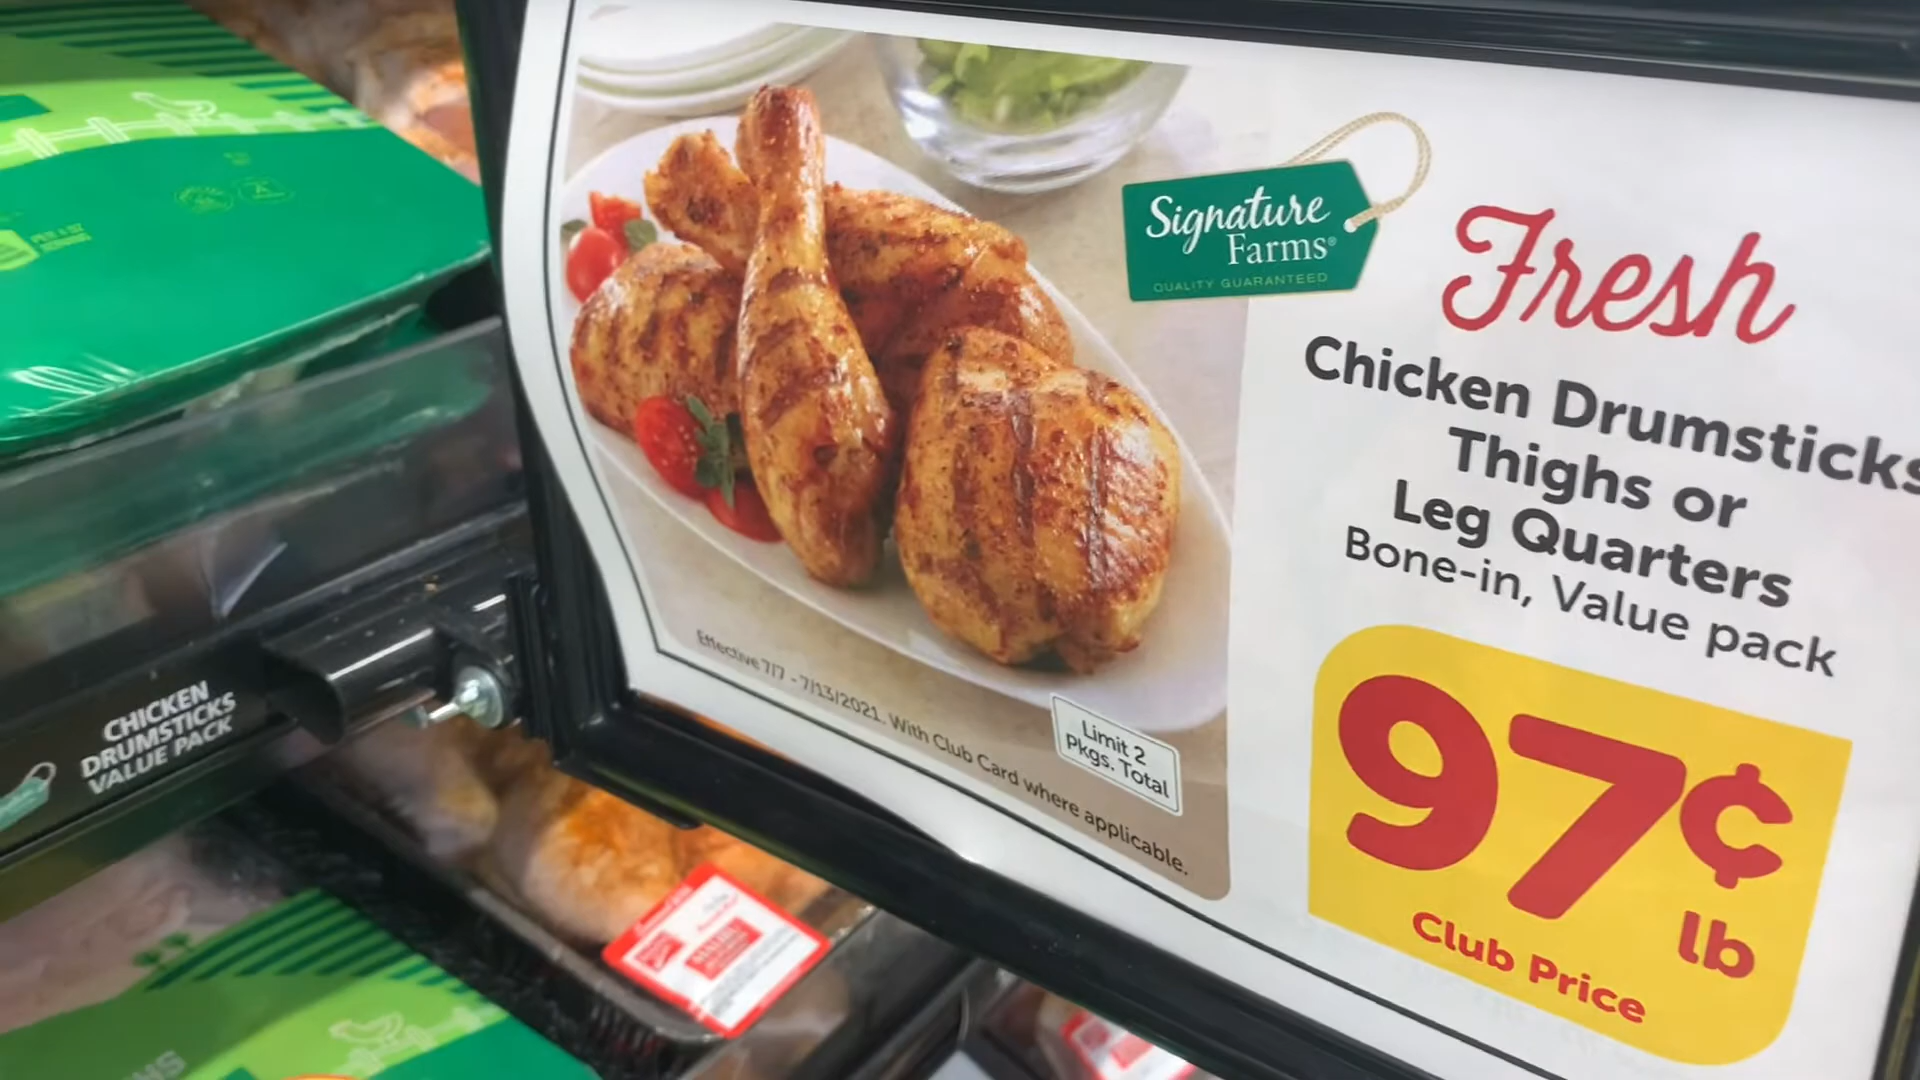 Signature
Farms®
QUALITY GUARANTEED
Fresh
Chicken Drumsticks
Thighs or
Leg Quarters
Bone-in, Value pack
97¢
lb
Club Price
Limit 2
Pkgs. Total
Effective 7/7 - 7/13/2021. With Club Card where applicable.
CHICKEN
DRUMSTICKS
VALUE PACK